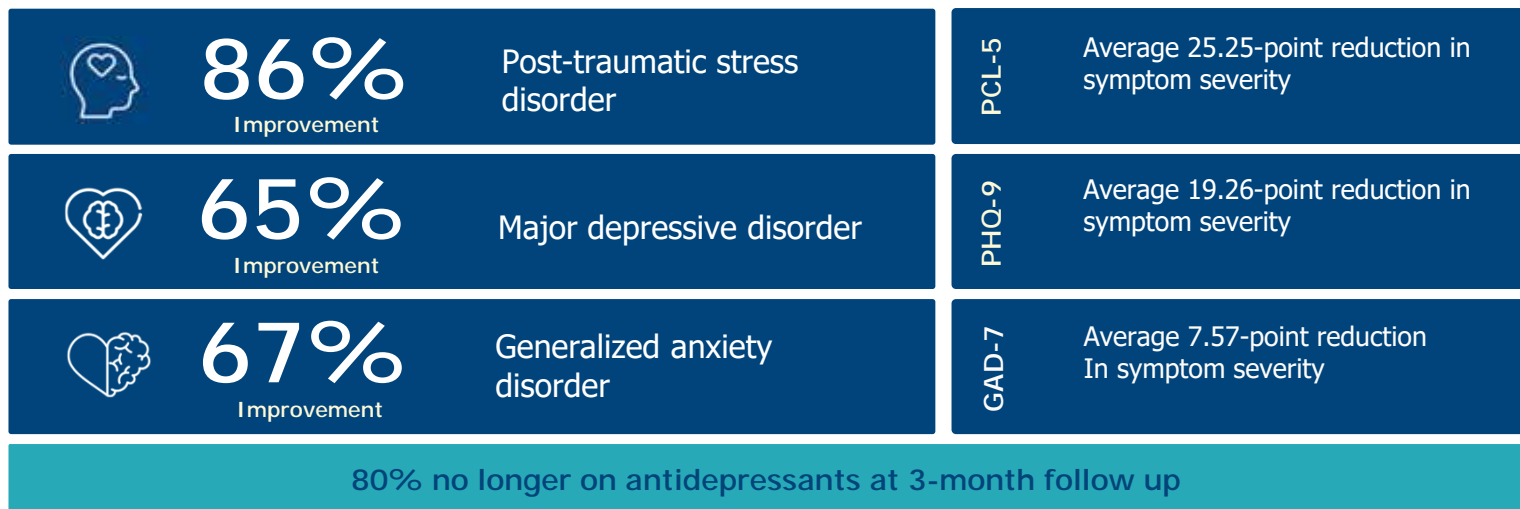 86%
Improvement
Post-traumatic stress
disorder
PCL-5
Average 25.25-point reduction in
symptom severity
65%
Improvement
Major depressive disorder
PHQ-9
Average 19.26-point reduction in
symptom severity
67%
Improvement
Generalized anxiety
disorder
GAD-7
Average 7.57-point reduction
In symptom severity
80% no longer on antidepressants at 3-month follow up